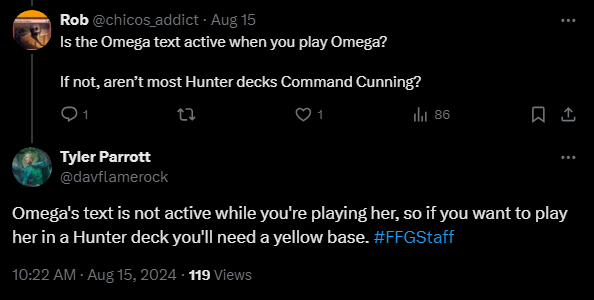 Rob @chicos_addict · Aug 15
Is the Omega text active when you play Omega?
If not, aren’t most Hunter decks Command Cunning?
1 1 86
Tyler Parrott
@davflamerock
Omega's text is not active while you're playing her, so if you want to play
her in a Hunter deck you'll need a yellow base. #FFGStaff
10:22 AM · Aug 15, 2024 · 119 Views